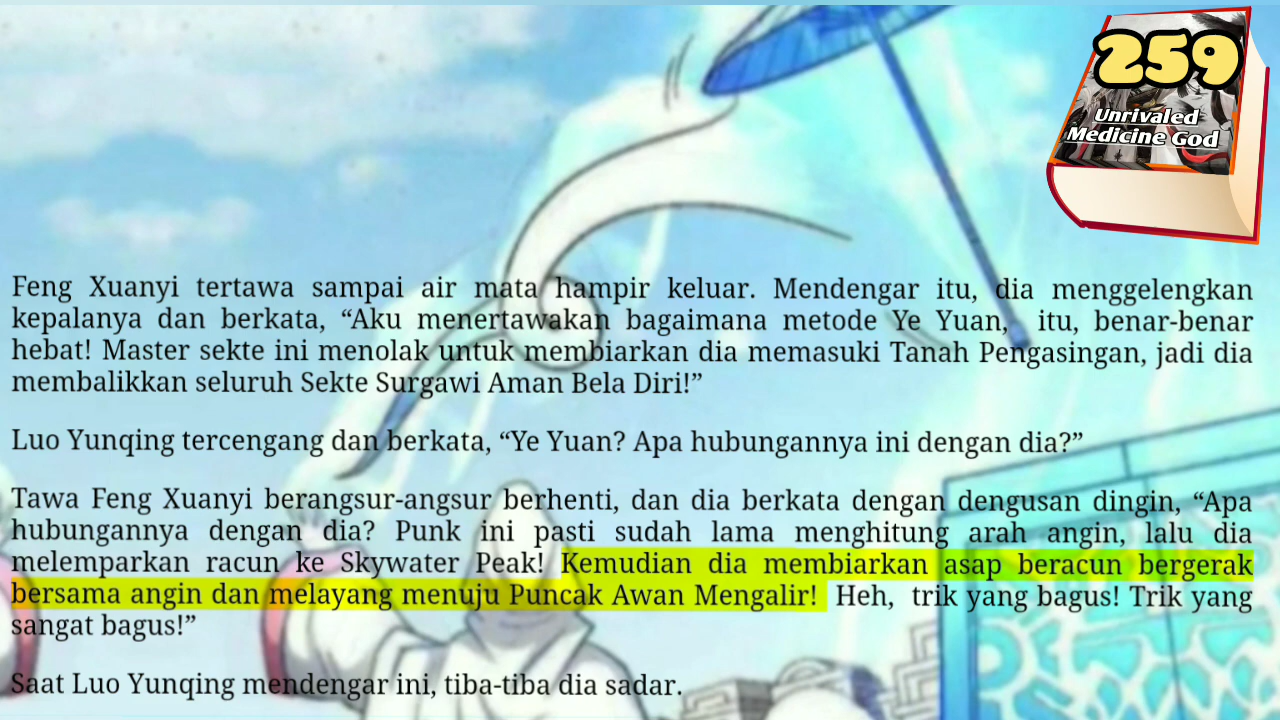 259
Unrivaled
Medicine God
Feng Xuanyi tertawa sampai air mata hampir keluar. Mendengar itu, dia menggelengkan
kepalanya dan berkata, “Aku menertawakan bagaimana metode Ye Yuan,  itu, benar-benar
hebat! Master sekte ini menolak untuk membiarkan dia memasuki Tanah Pengasingan, jadi dia
membalikkan seluruh Sekte Surgawi Aman Bela Diri!”
Luo Yunqing tercengang dan berkata, “Ye Yuan? Apa hubungannya ini dengan dia?”
Tawa Feng Xuanyi berangsur-angsur berhenti, dan dia berkata dengan dengusan dingin, “Apa
hubungannya dengan dia? Punk ini pasti sudah lama menghitung arah angin, lalu dia
melemparkan racun ke Skywater Peak! Kemudian dia membiarkan asap beracun bergerak
bersama angin dan melayang menuju Puncak Awan Mengalir!  Heh,  trik yang bagus! Trik yang
sangat bagus!”
Saat Luo Yunqing mendengar ini, tiba-tiba dia sadar.